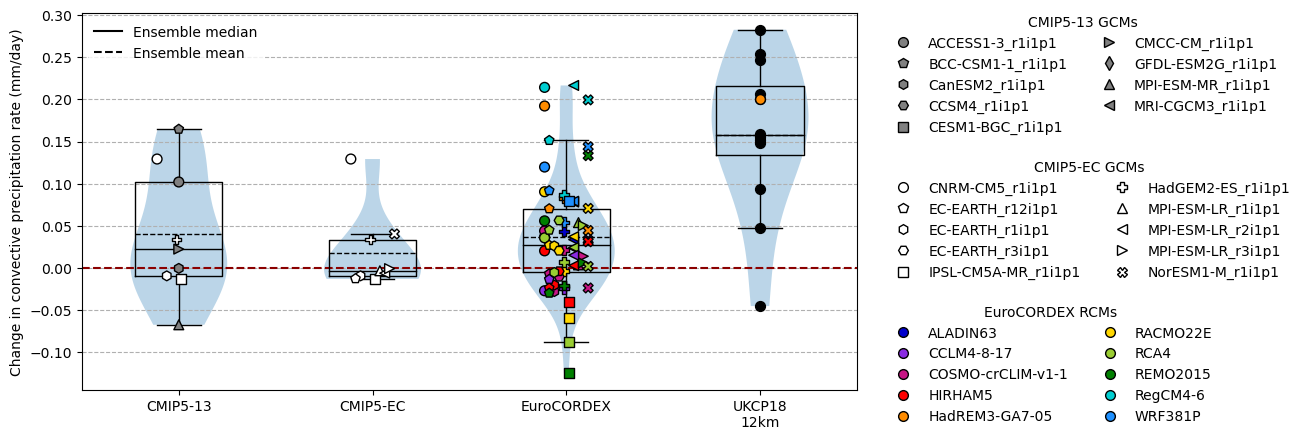 Change in convective precipitation rate (mm/day)
0.30
0.25
0.20
0.15
0.10
0.05
0.00
−0.05
−0.10
Ensemble median
Ensemble mean
CMIP5-13
CMIP5-EC
EuroCORDEX
UKCP18
12km
CMIP5-13 GCMs
ACCESS1-3_r1i1p1
BCC-CSM1-1_r1i1p1
CanESM2_r1i1p1
CCSM4_r1i1p1
CESM1-BGC_r1i1p1
CMCC-CM_r1i1p1
GFDL-ESM2G_r1i1p1
MPI-ESM-MR_r1i1p1
MRI-CGCM3_r1i1p1
CMIP5-EC GCMs
CNRM-CM5_r1i1p1
EC-EARTH_r12i1p1
EC-EARTH_r1i1p1
EC-EARTH_r3i1p1
IPSL-CM5A-MR_r1i1p1
HadGEM2-ES_r1i1p1
MPI-ESM-LR_r1i1p1
MPI-ESM-LR_r2i1p1
MPI-ESM-LR_r3i1p1
NorESM1-M_r1i1p1
EuroCORDEX RCMs
ALADIN63
CCLM4-8-17
COSMO-crCLIM-v1-1
HIRHAM5
HadREM3-GA7-05
RACMO22E
RCA4
REMO2015
RegCM4-6
WRF381P